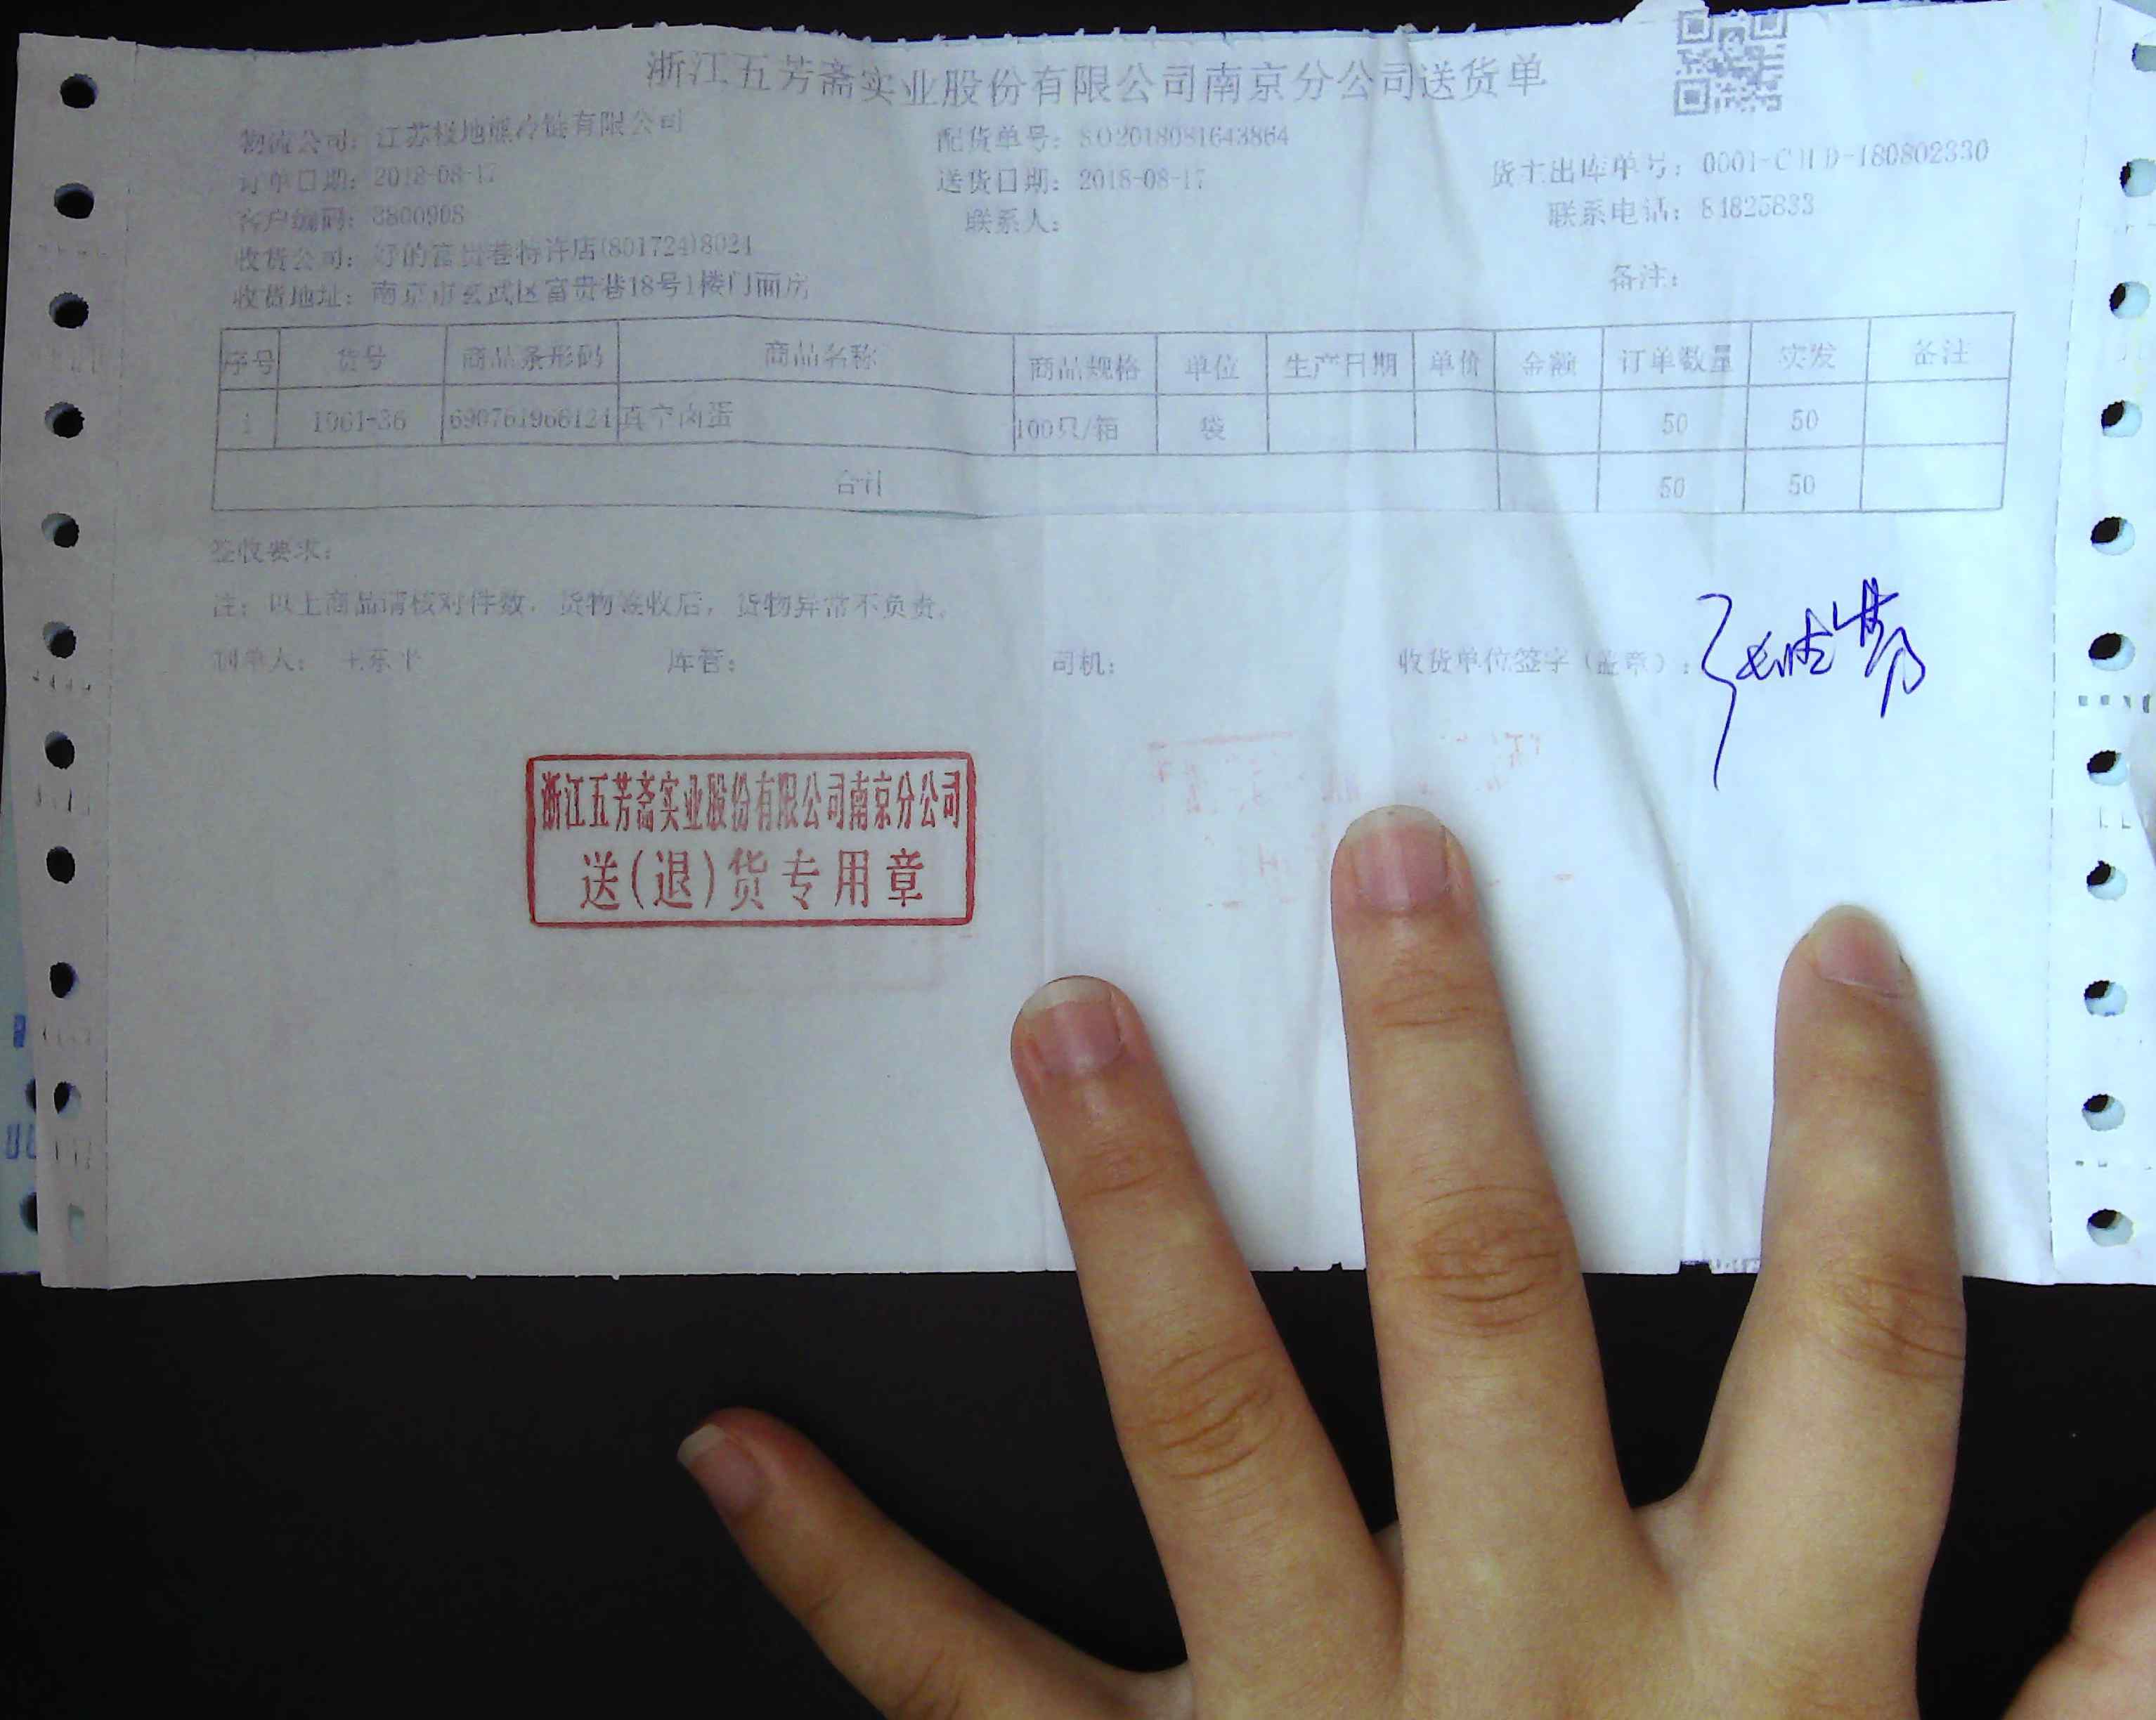 浙江五芳斋实业股份有限公司南京分公司送货单
物流公司：江苏极地熊冷链有限公司 配货单号：SO2018081643864
货主出库单号：0001-CHD-180802330
订单日期：2018-08-17 送货日期：2018-08-17
客户编码：8800908 联系人： 联系电话：84825833
收货公司：好的富贵巷特许店(801724)8024
收货地址：南京市玄武区富贵巷18号1楼门面房 备注：
序号 货号 商品条形码 商品名称 商品规格 单位 生产日期 单价 金额 订单数量 实发 备注
1 1061-36 690761966124 真空卤蛋 100只/箱 袋 50 50
合计 50 50
签收要求：
注：以上商品请核对件数，货物签收后，货物异常不负责。
制单人： 库管： 司机： 收货单位签字（盖章）：
浙江五芳斋实业股份有限公司南京分公司
送(退)货专用章